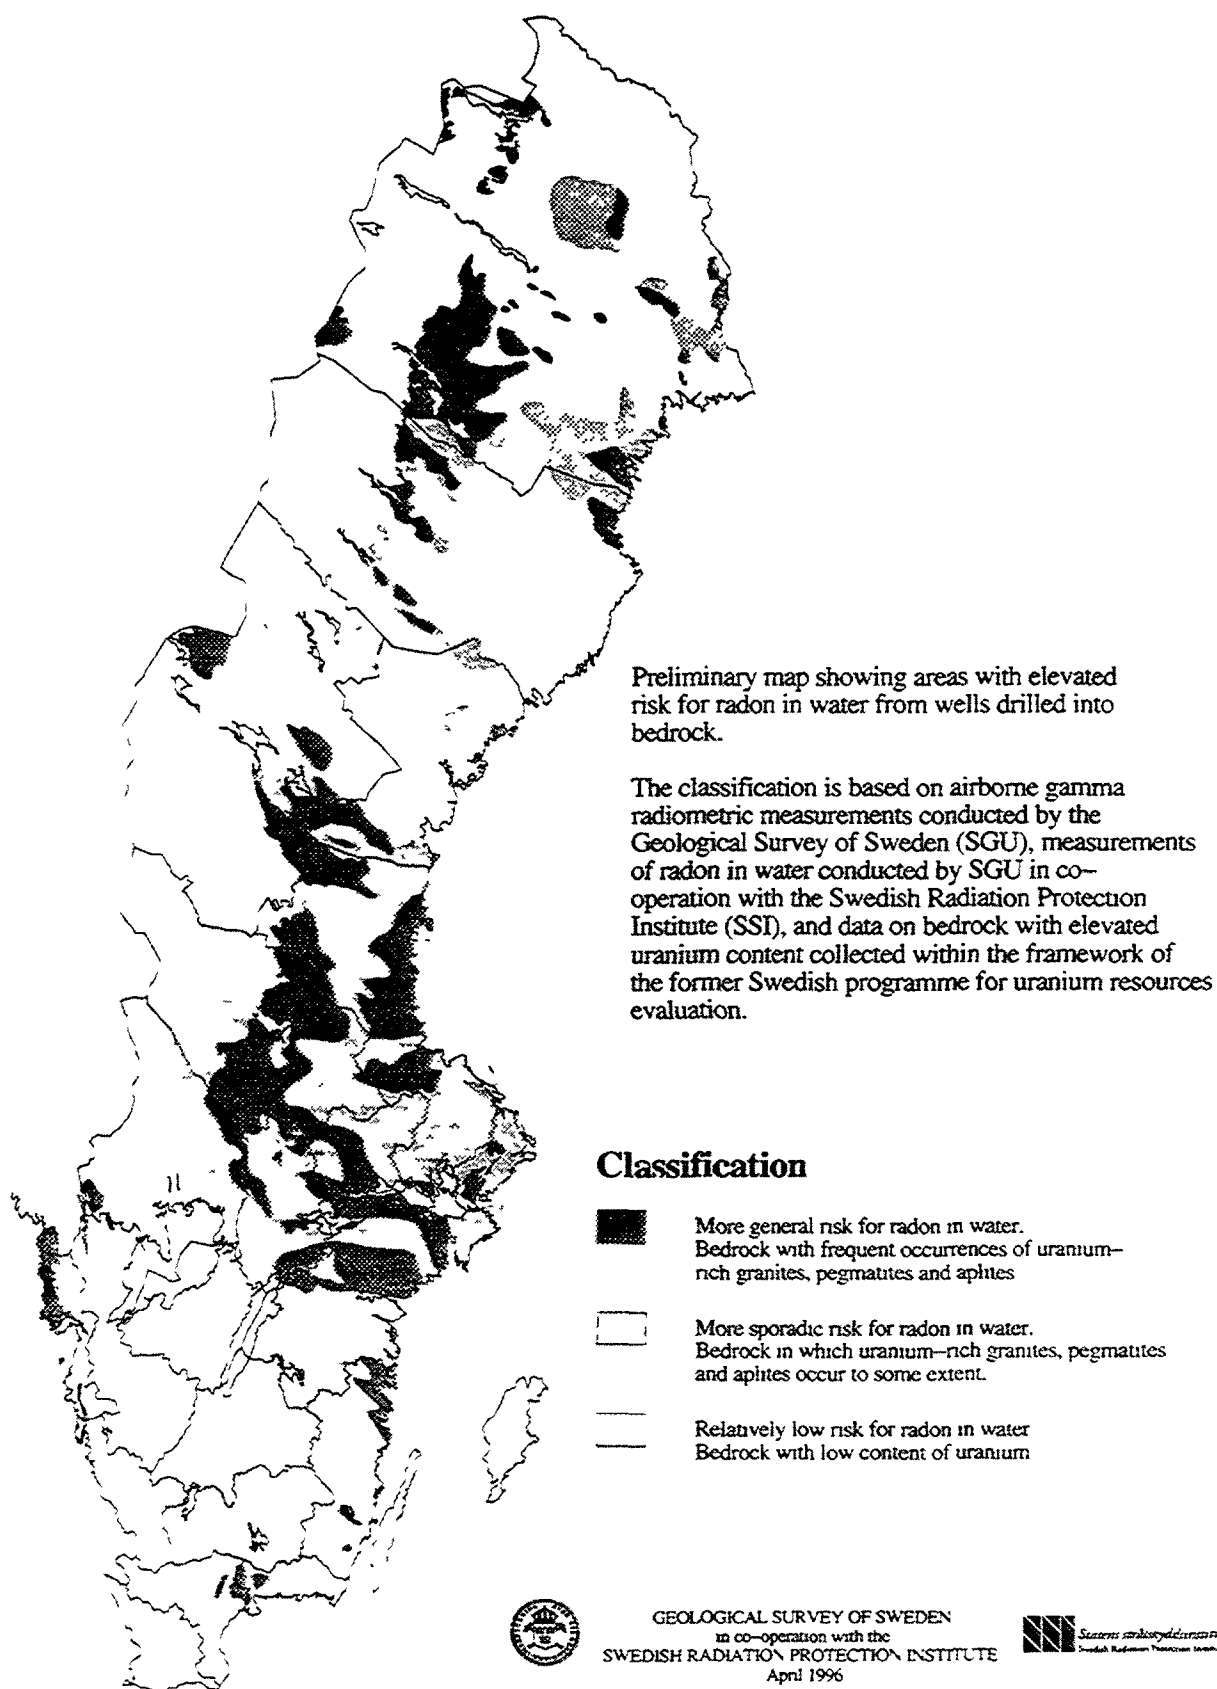 Preliminary map showing areas with elevated
risk for radon in water from wells drilled into
bedrock.
The classification is based on airborne gamma
radiometric measurements conducted by the
Geological Survey of Sweden (SGU), measurements
of radon in water conducted by SGU in co-
operation with the Swedish Radiation Protection
Institute (SSI), and data on bedrock with elevated
uranium content collected within the framework of
the former Swedish programme for uranium resources
evaluation.
Classification
More general risk for radon in water.
Bedrock with frequent occurrences of uranium-
rich granites, pegmatites and aplites
More sporadic risk for radon in water.
Bedrock in which uranium-rich granites, pegmatites
and aplites occur to some extent.
Relatively low risk for radon in water
Bedrock with low content of uranium
GEOLOGICAL SURVEY OF SWEDEN
in co-operation with the
SWEDISH RADIATION PROTECTION INSTITUTE
April 1996
Statens
Swedish Radiation Protection